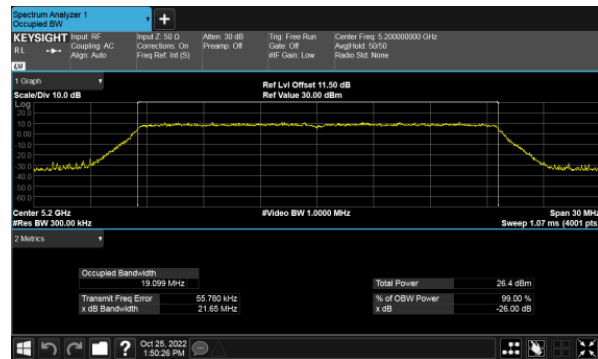 Spectrum Analyzer 1
Occupied BW
+
KEYSIGHT Input: RF Input Z: 50 Ω Atten: 30 dB Trig: Free Run Center Freq: 5.200000000 GHz
RL Coupling: AC Corrections: On Preamp: Off Gate: Off Avg|Hold: 50/50
Align: Auto Freq Ref: Int (S) #IF Gain: Low Radio Std: None
LW
1 Graph
Ref Lvl Offset 11.50 dB
Scale/Div 10.0 dB Ref Value 30.00 dBm
Log
20.0
10.0
0.00
-10.0
-20.0
-30.0
-40.0
-50.0
-60.0
Center 5.2 GHz #Video BW 1.0000 MHz Span 30 MHz
#Res BW 300.00 kHz Sweep 1.07 ms (4001 pts)
2 Metrics
Occupied Bandwidth
19.099 MHz Total Power 26.4 dBm
Transmit Freq Error 55.780 kHz % of OBW Power 99.00 %
x dB Bandwidth 21.65 MHz x dB -26.00 dB
? Oct 25, 2022
1:50:26 PM